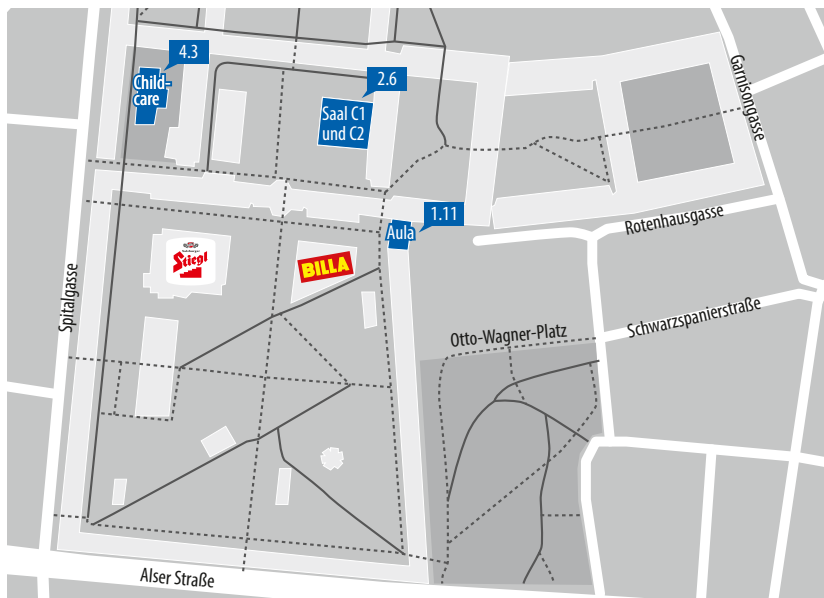 4.3
Child-
care
2.6
Saal C1
und C2
1.11
Aula
Garnisongasse
Rotenhausgasse
Stiegl
BILLA
Spitalgasse
Schwarzspanierstraße
Otto-Wagner-Platz
Alser Straße